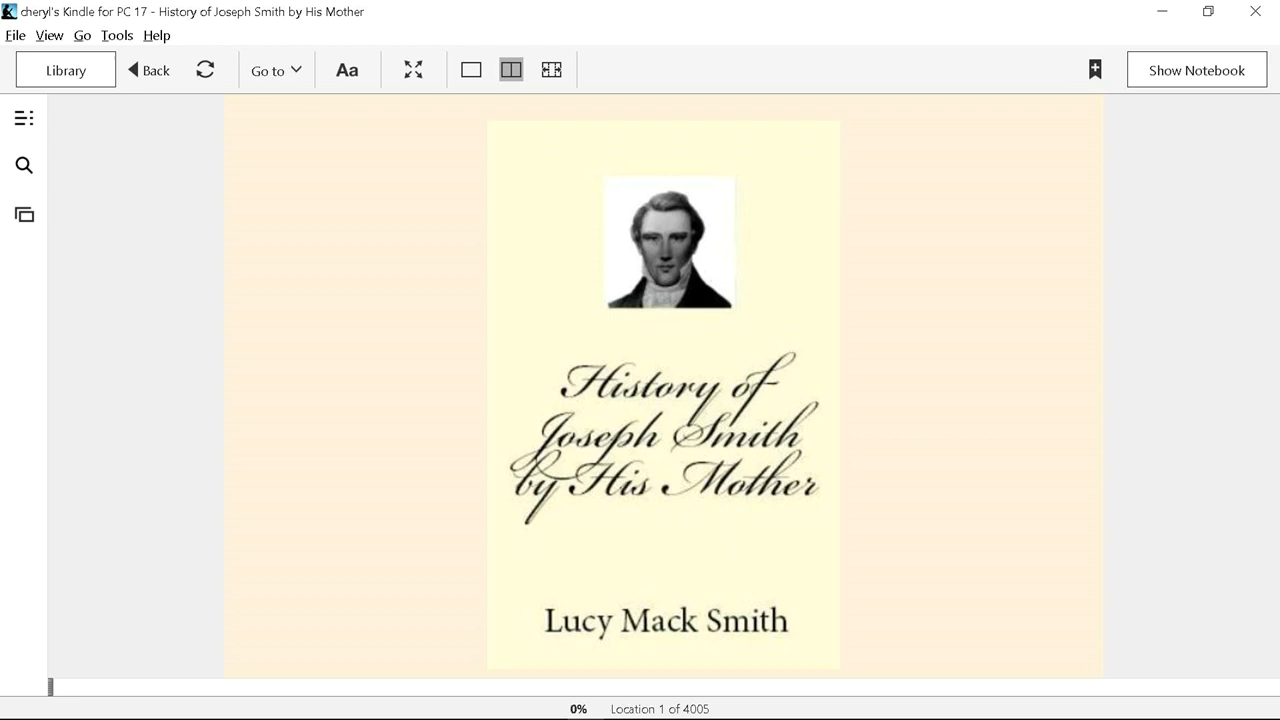 cheryl's Kindle for PC 17 - History of Joseph Smith by His Mother
File View Go Tools Help
Library Back Go to Aa Show Notebook
History of
Joseph Smith
by His Mother
Lucy Mack Smith
0% Location 1 of 4005